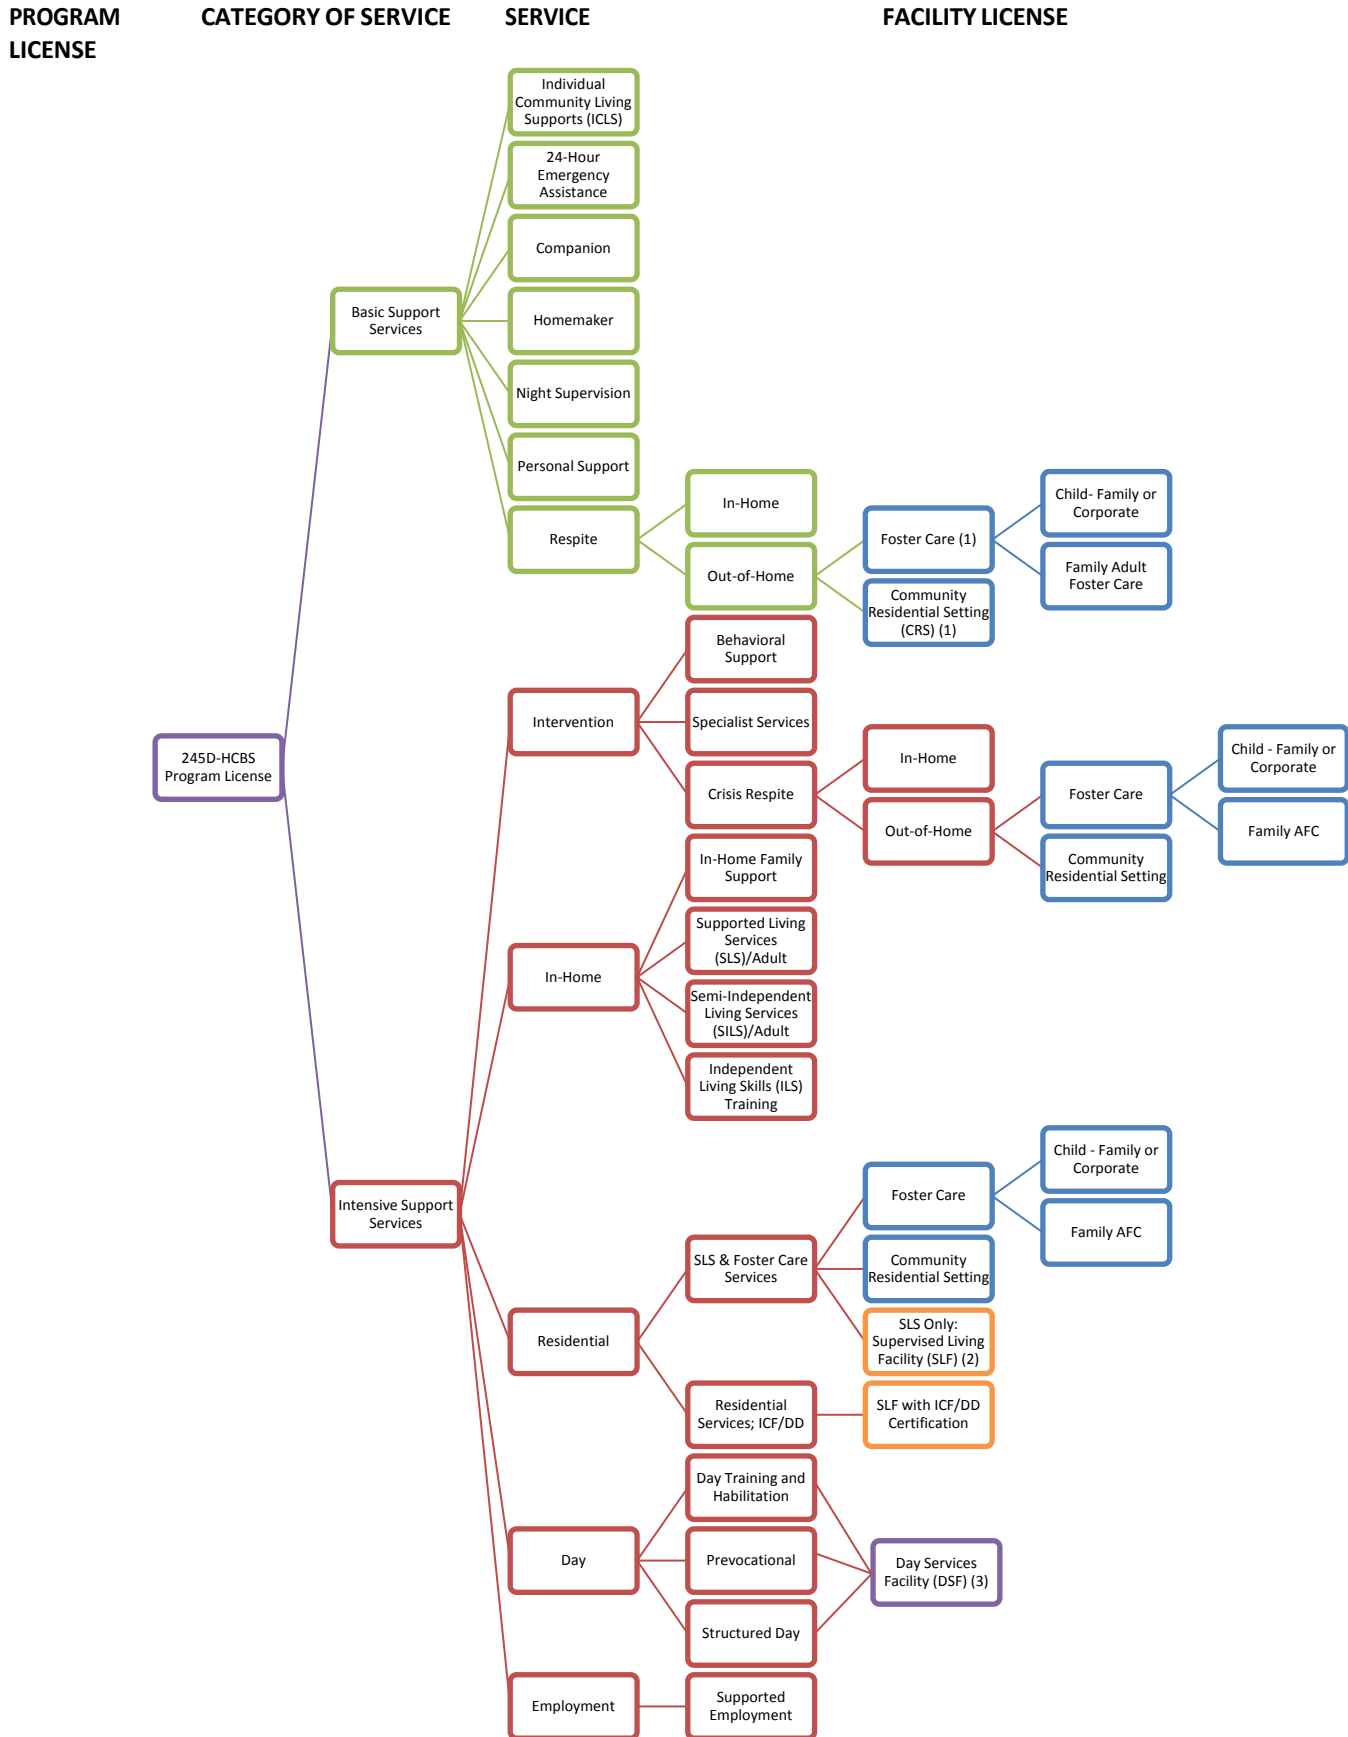 PROGRAM
LICENSE
CATEGORY OF SERVICE
SERVICE
FACILITY LICENSE
Individual
Community Living
Supports (ICLS)
24-Hour
Emergency
Assistance
Companion
Basic Support
Services
Homemaker
Night Supervision
Personal Support
Respite
In-Home
Out-of-Home
Foster Care (1)
Child- Family or
Corporate
Family Adult
Foster Care
Community
Residential Setting
(CRS) (1)
245D-HCBS
Program License
Intervention
Behavioral
Support
Specialist Services
Crisis Respite
In-Home
Out-of-Home
Foster Care
Child - Family or
Corporate
Family AFC
Community
Residential Setting
In-Home
In-Home Family
Support
Supported Living
Services
(SLS)/Adult
Semi-Independent
Living Services
(SILS)/Adult
Independent
Living Skills (ILS)
Training
Intensive Support
Services
Residential
SLS & Foster Care
Services
Foster Care
Child - Family or
Corporate
Family AFC
Community
Residential Setting
SLS Only:
Supervised Living
Facility (SLF) (2)
Residential
Services; ICF/DD
SLF with ICF/DD
Certification
Day
Day Training and
Habilitation
Prevocational
Structured Day
Day Services
Facility (DSF) (3)
Employment
Supported
Employment